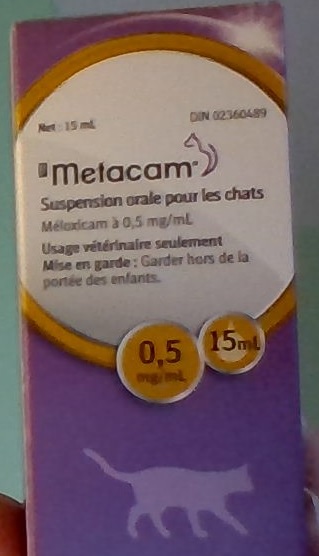 Net : 15 mL
DIN 02360489
Metacam®
Suspension orale pour les chats
Méloxicam à 0,5 mg/mL
Usage vétérinaire seulement
Mise en garde : Garder hors de la
portée des enfants.
0,5
mg/mL
15mL